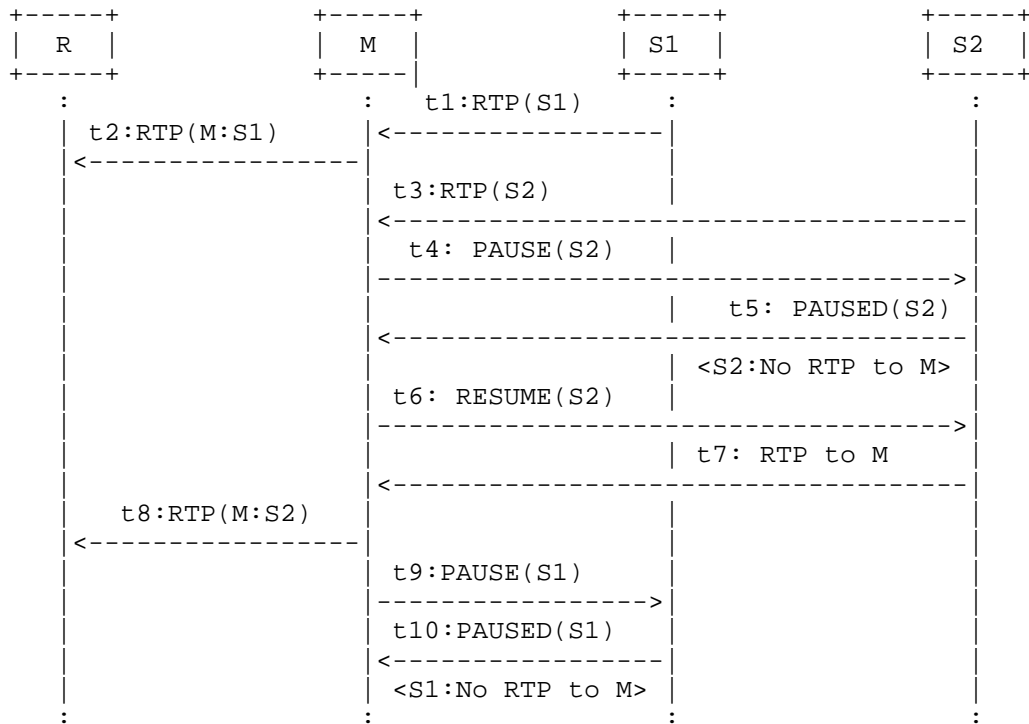 R M S1 S2
t1:RTP(S1)
t2:RTP(M:S1)
t3:RTP(S2)
t4: PAUSE(S2)
t5: PAUSED(S2)
<S2:No RTP to M>
t6: RESUME(S2)
t7: RTP to M
t8:RTP(M:S2)
t9:PAUSE(S1)
t10:PAUSED(S1)
<S1:No RTP to M>